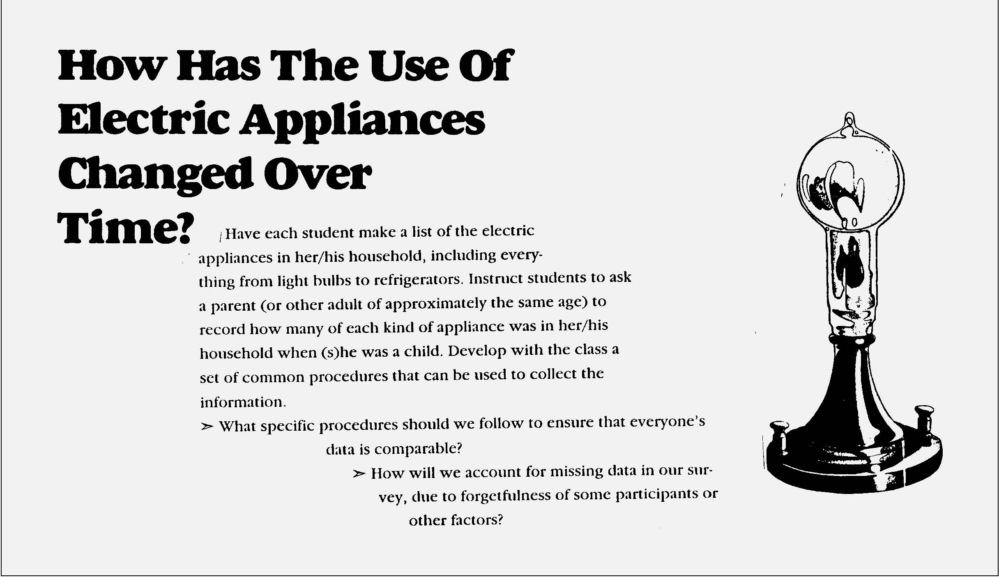 How Has The Use Of
Electric Appliances
Changed Over
Time?
Have each student make a list of the electric
appliances in her/his household, including every-
thing from light bulbs to refrigerators. Instruct students to ask
a parent (or other adult of approximately the same age) to
record how many of each kind of appliance was in her/his
household when (s)he was a child. Develop with the class a
set of common procedures that can be used to collect the
information.
➢ What specific procedures should we follow to ensure that everyone's
data is comparable?
➢ How will we account for missing data in our sur-
vey, due to forgetfulness of some participants or
other factors?